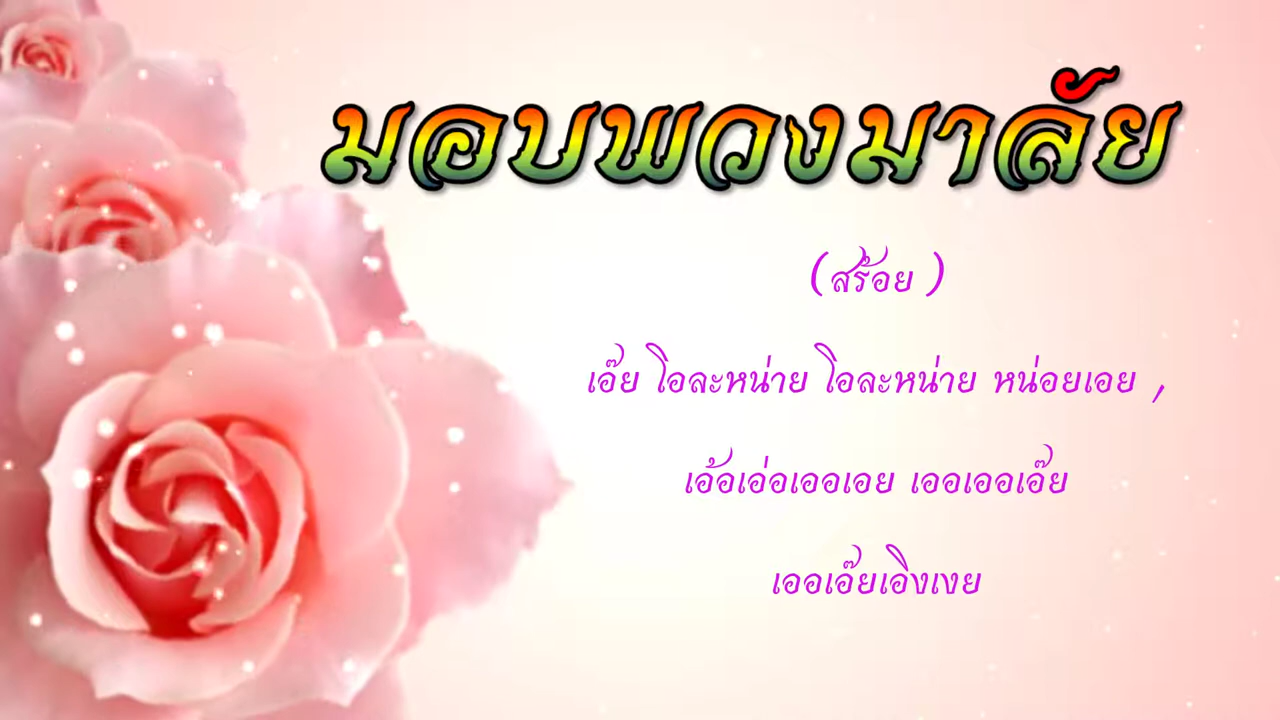 มอบพวงมาลัย
(สร้อย )
เอ๊ย โอละหน่าย โอละหน่าย หน่อยเอย ,
เอ้อเอ่อเออเอย เออเออเอ๊ย
เออเอ๊ยเอิงเงย